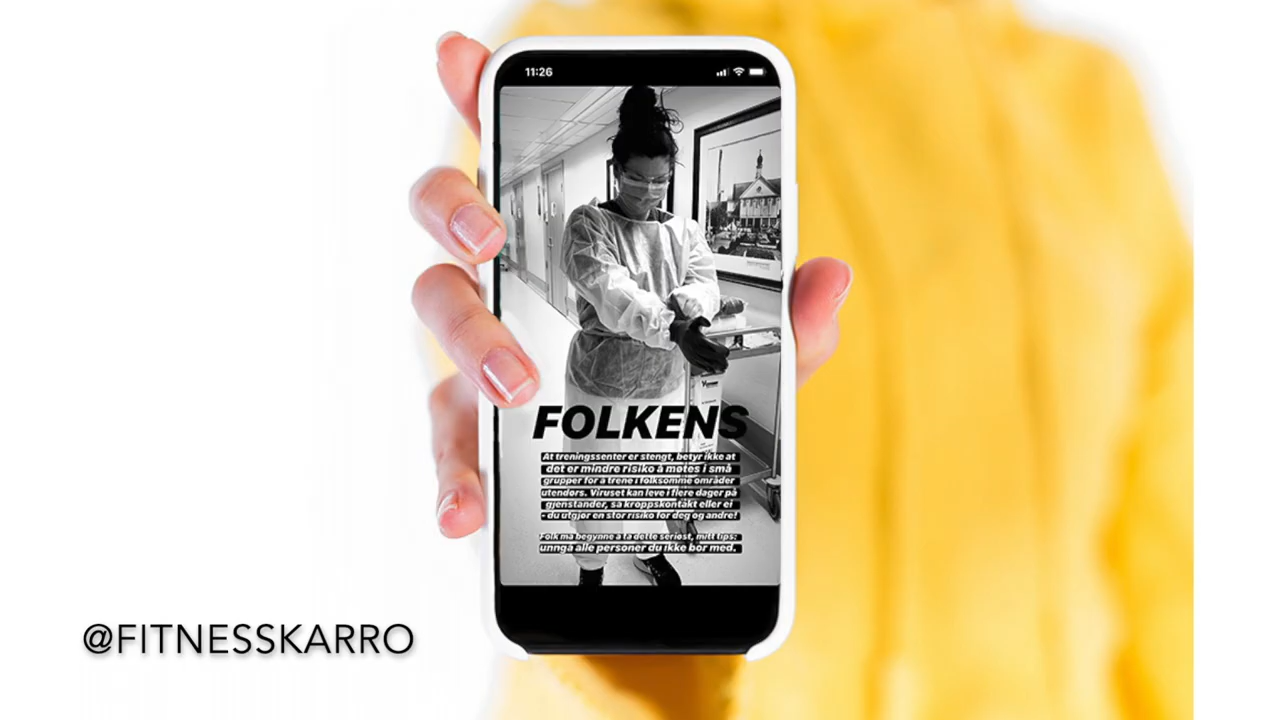 11:26
FOLKENS
At treningssenter er stengt, betyr ikke at
det er mindre risiko å møtes i små
grupper for å trene i folksomme områder
utendørs. Viruset kan leve i flere dager på
gjenstander, så kroppskontakt eller ei
- du utgjør en stor risiko for deg og andre!
Folk må begynne å ta dette seriøst, mitt tips:
unngå alle personer du ikke bor med.
@FITNESSKARRO